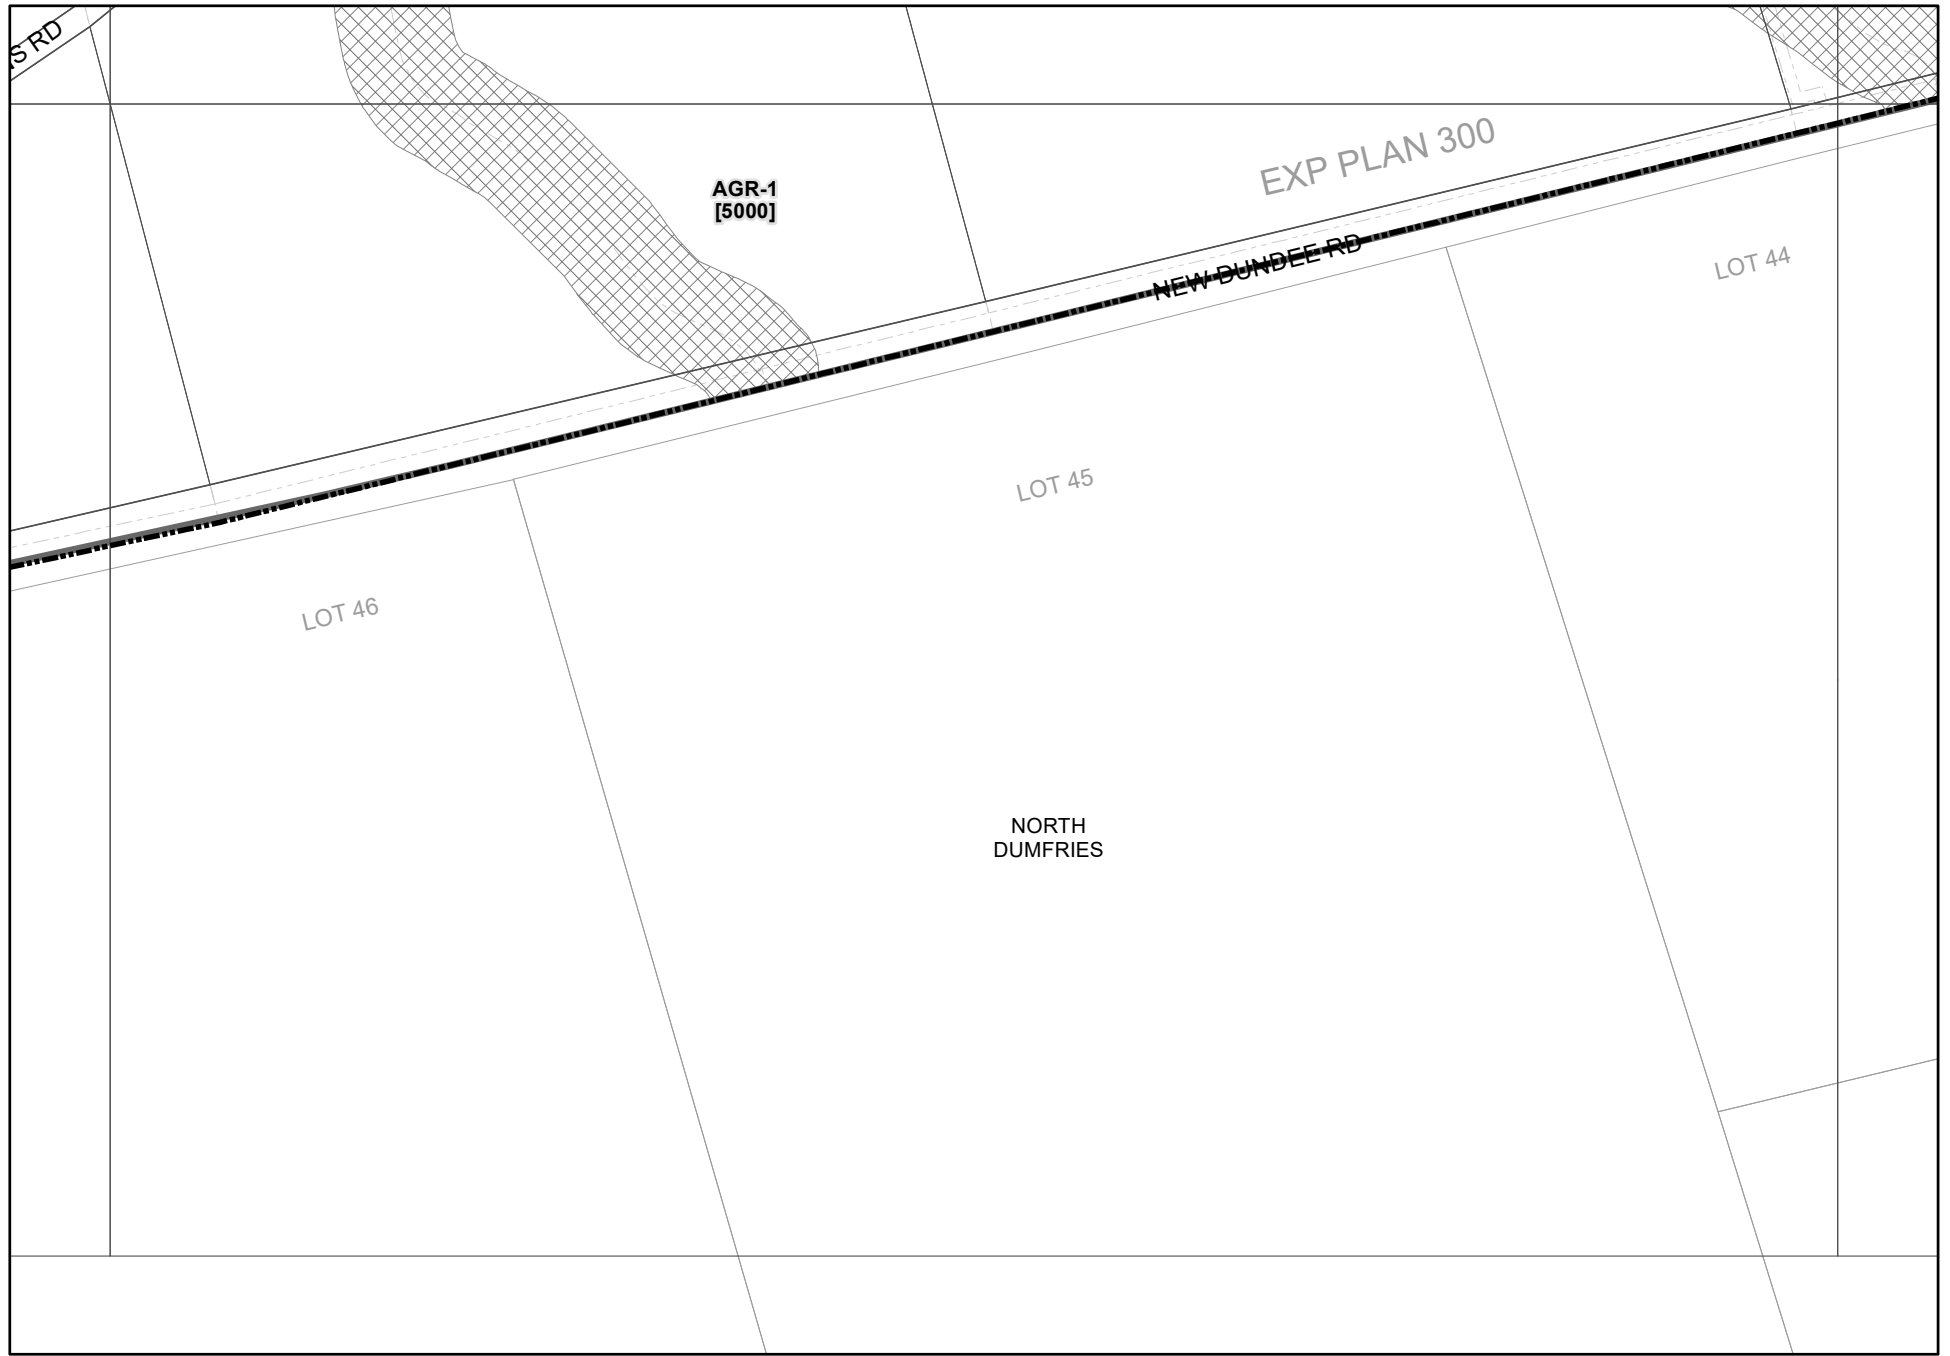 RD
EXP PLAN 300
AGR-1
[5000]
NEW DUNDEE RD
LOT 44
LOT 45
LOT 46
NORTH
DUMFRIES